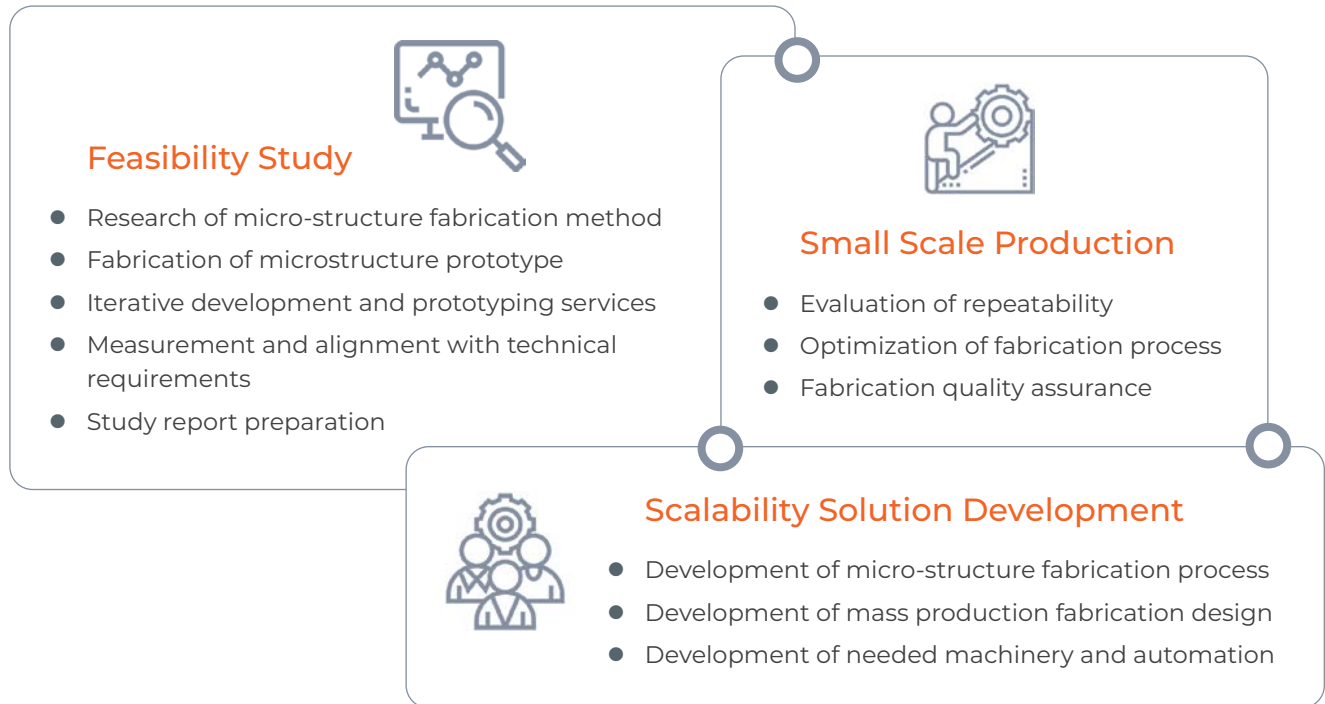 Feasibility Study
Research of micro-structure fabrication method
Fabrication of microstructure prototype
Iterative development and prototyping services
Measurement and alignment with technical
requirements
Study report preparation
Small Scale Production
Evaluation of repeatability
Optimization of fabrication process
Fabrication quality assurance
Scalability Solution Development
Development of micro-structure fabrication process
Development of mass production fabrication design
Development of needed machinery and automation